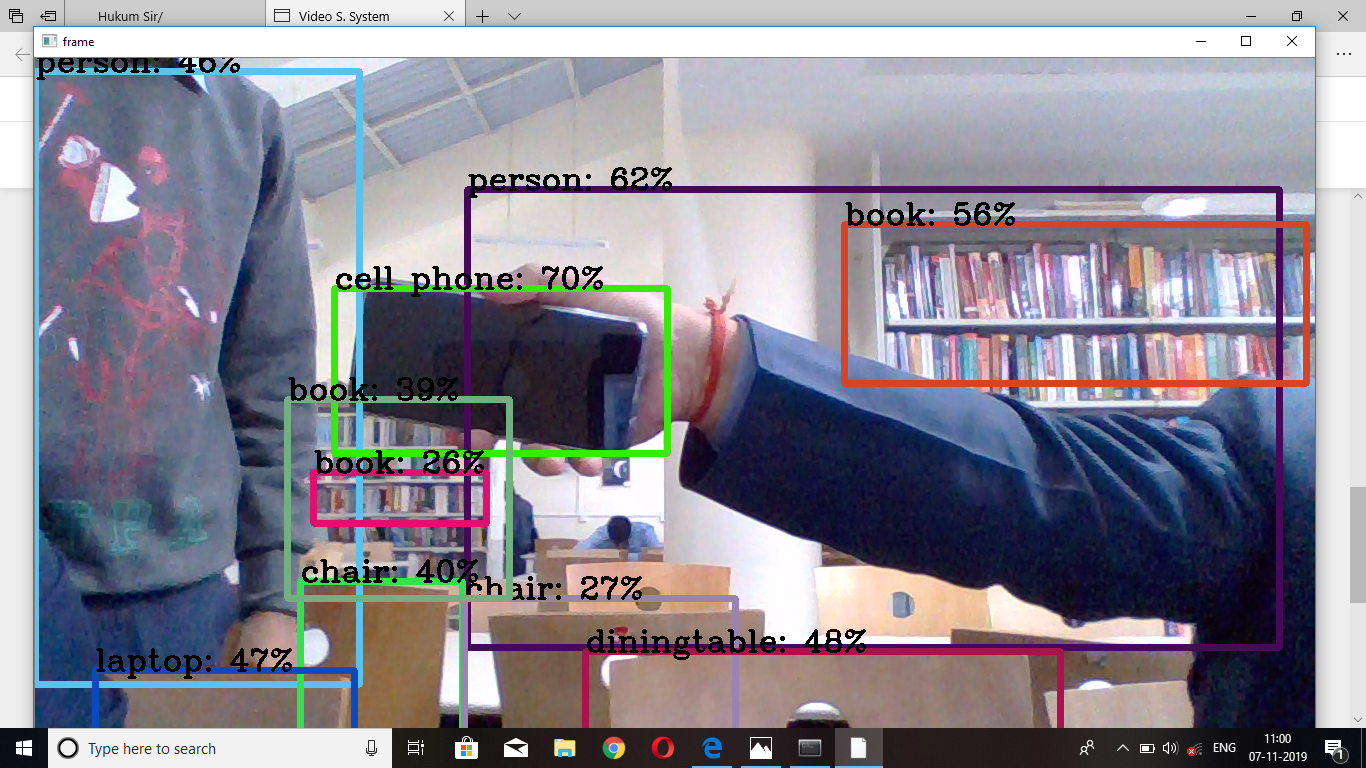 Hukum Sir/
Video S. System
frame
person: 46%
person: 62%
book: 56%
cell phone: 70%
book: 39%
book: 26%
chair: 40%
chair: 27%
diningtable: 48%
laptop: 47%
Type here to search
ENG
11:00
07-11-2019
1